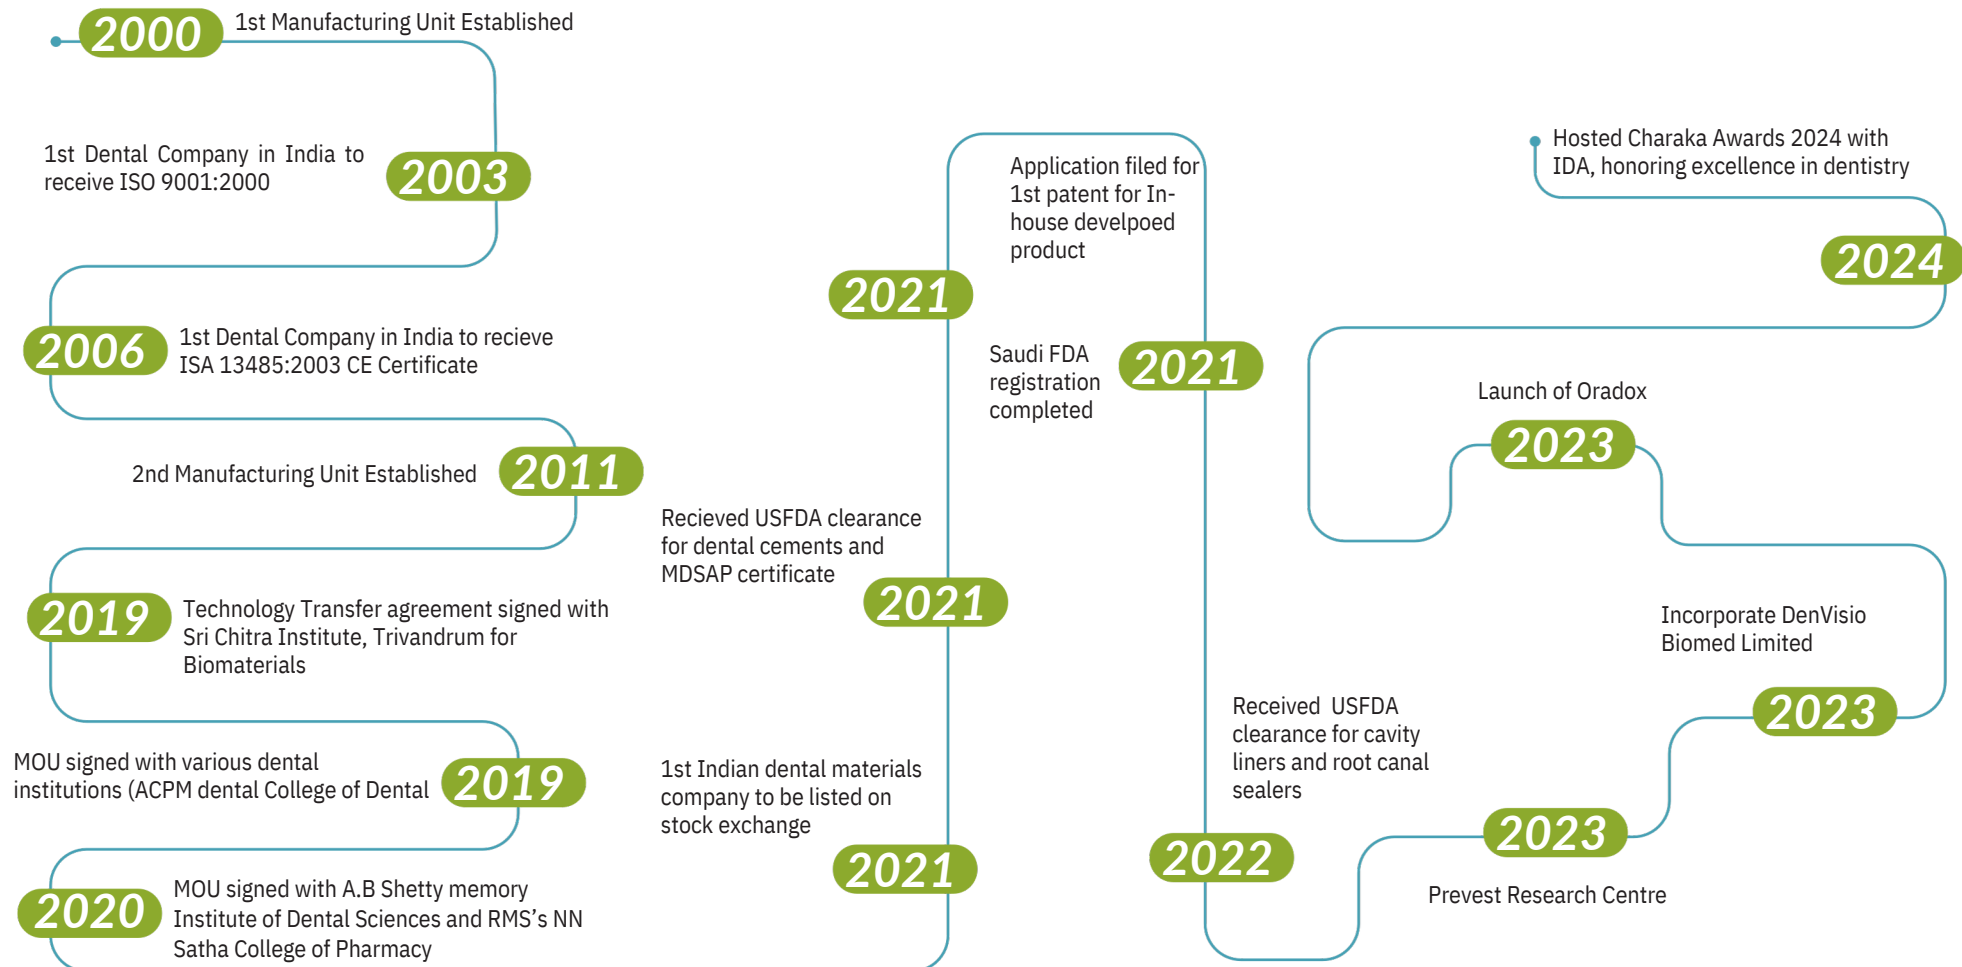 2000
1st Manufacturing Unit Established
1st Dental Company in India to
receive ISO 9001:2000
2003
2006
1st Dental Company in India to recieve
ISA 13485:2003 CE Certificate
2nd Manufacturing Unit Established
2011
2019
Technology Transfer agreement signed with
Sri Chitra Institute, Trivandrum for
Biomaterials
MOU signed with various dental
institutions (ACPM dental College of Dental
2019
2020
MOU signed with A.B Shetty memory
Institute of Dental Sciences and RMS's NN
Satha College of Pharmacy
1st Indian dental materials
company to be listed on
stock exchange
2021
Recieved USFDA clearance
for dental cements and
MDSAP certificate
2021
2021
Application filed for
1st patent for In-
house develpoed
product
Saudi FDA
registration
completed
2021
Received USFDA
clearance for cavity
liners and root canal
sealers
2022
2023
Prevest Research Centre
Incorporate DenVisio
Biomed Limited
2023
Launch of Oradox
2023
2024
Hosted Charaka Awards 2024 with
IDA, honoring excellence in dentistry